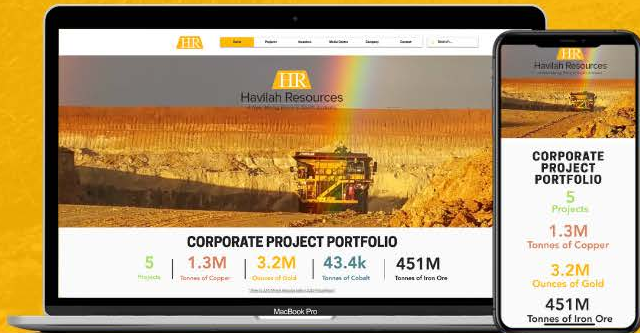 HR
Home Projects Investors Media Centre Company Contact Search...
HR
Havilah Resources
CORPORATE PROJECT PORTFOLIO
5
Projects
1.3M
Tonnes of Copper
3.2M
Ounces of Gold
43.4k
Tonnes of Cobalt
451M
Tonnes of Iron Ore
MacBook Pro
HR
Havilah Resources
CORPORATE
PROJECT
PORTFOLIO
5
Projects
1.3M
Tonnes of Copper
3.2M
Ounces of Gold
451M
Tonnes of Iron Ore